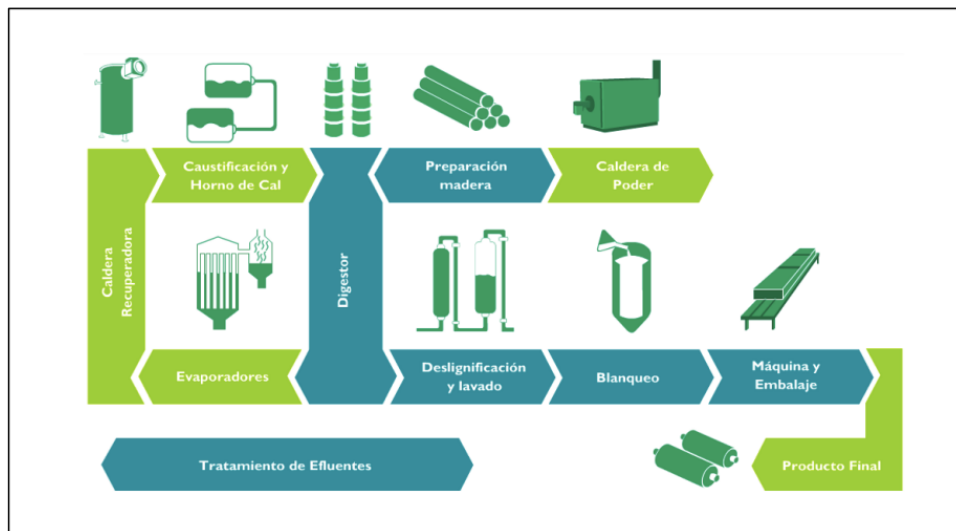 Caustificación y
Horno de Cal
Preparación
madera
Caldera de
Poder
Caldera
Recuperadora
Digestor
Evaporadores
Deslignificación
y lavado
Blanqueo
Máquina y
Embalaje
Tratamiento de Efluentes
Producto Final